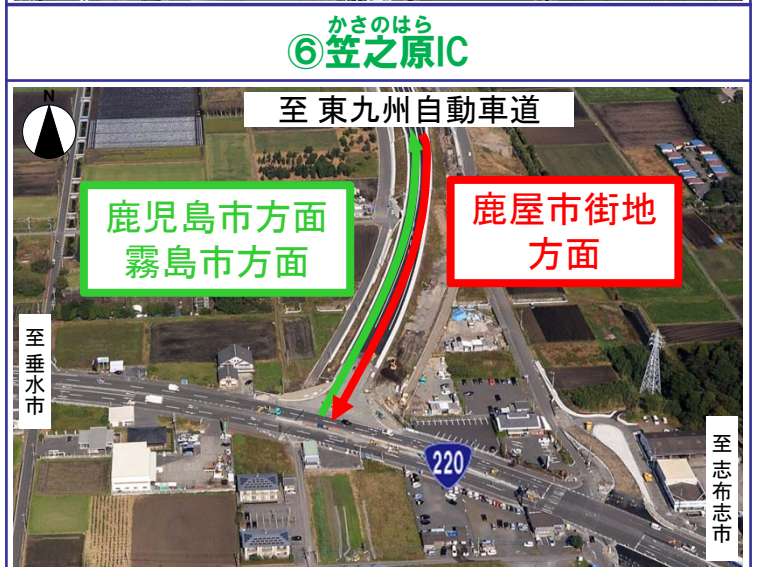 かさのはら
⑥笠之原IC
N
至 東九州自動車道
鹿児島市方面
霧島市方面
鹿屋市街地
方面
至 垂水市
220
至 志布志市